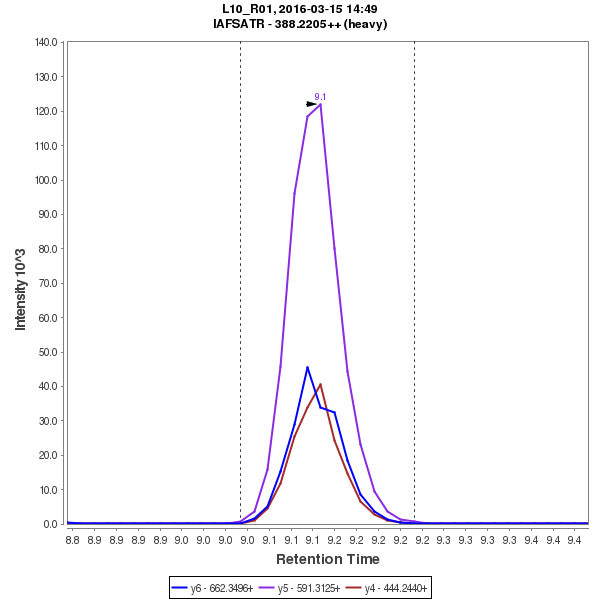 L10_R01, 2016-03-15 14:49
IAFSATR - 388.2205++ (heavy)
140.0
130.0
120.0
110.0
100.0
90.0
80.0
70.0
60.0
50.0
40.0
30.0
20.0
10.0
0.0
Intensity 10^3
9.1
8.8 8.9 8.9 8.9 8.9 9.0 9.0 9.0 9.0 9.1 9.1 9.1 9.1 9.2 9.2 9.2 9.2 9.3 9.3 9.3 9.3 9.4 9.4 9.4
Retention Time
y6 - 662.3496+ y5 - 591.3125+ y4 - 444.2440+